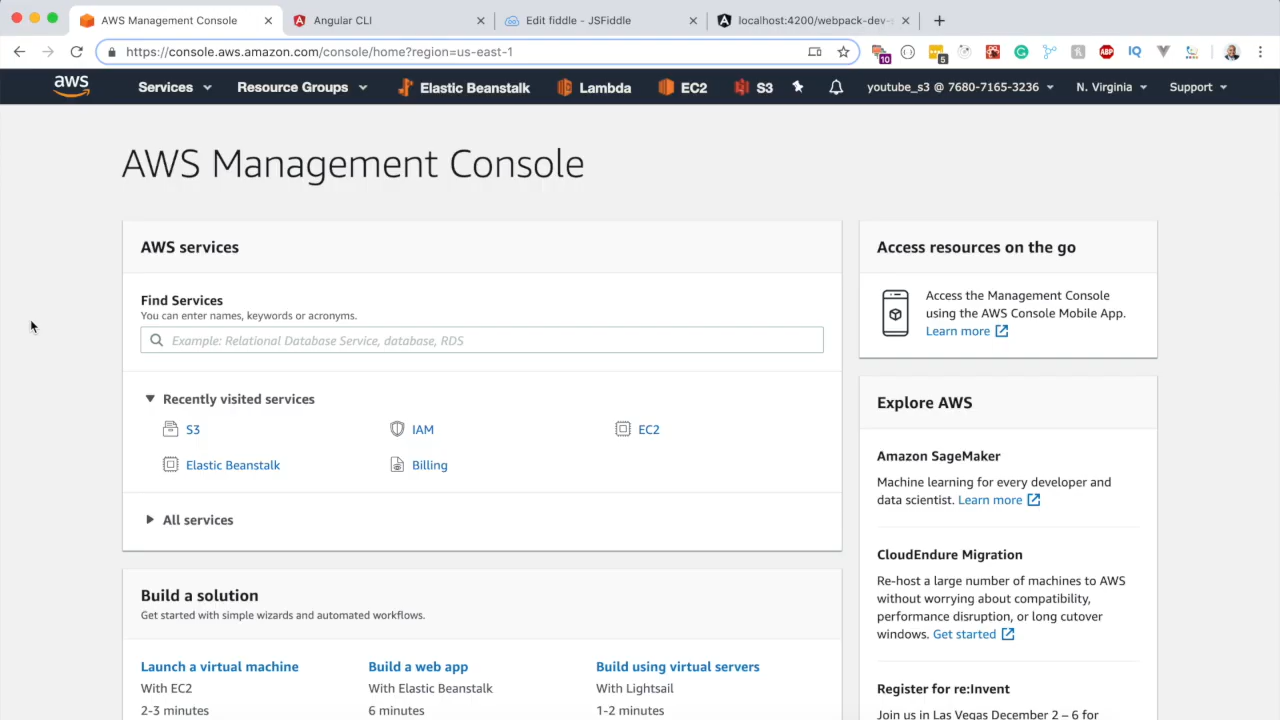 AWS Management Console
Angular CLI
Edit fiddle - JSFiddle
localhost:4200/webpack-dev-s
https://console.aws.amazon.com/console/home?region=us-east-1
10
5
ABP
IQ
aws
Services
Resource Groups
Elastic Beanstalk
Lambda
EC2
S3
youtube_s3 @ 7680-7165-3236
N. Virginia
Support
AWS Management Console
AWS services
Find Services
You can enter names, keywords or acronyms.
Example: Relational Database Service, database, RDS
Recently visited services
S3
IAM
EC2
Elastic Beanstalk
Billing
All services
Build a solution
Get started with simple wizards and automated workflows.
Launch a virtual machine
With EC2
2-3 minutes
Build a web app
With Elastic Beanstalk
6 minutes
Build using virtual servers
With Lightsail
1-2 minutes
Access resources on the go
Access the Management Console
using the AWS Console Mobile App.
Learn more
Explore AWS
Amazon SageMaker
Machine learning for every developer and
data scientist. Learn more
CloudEndure Migration
Re-host a large number of machines to AWS
without worrying about compatibility,
performance disruption, or long cutover
windows. Get started
Register for re:Invent
Join us in Las Vegas December 2 – 6 for